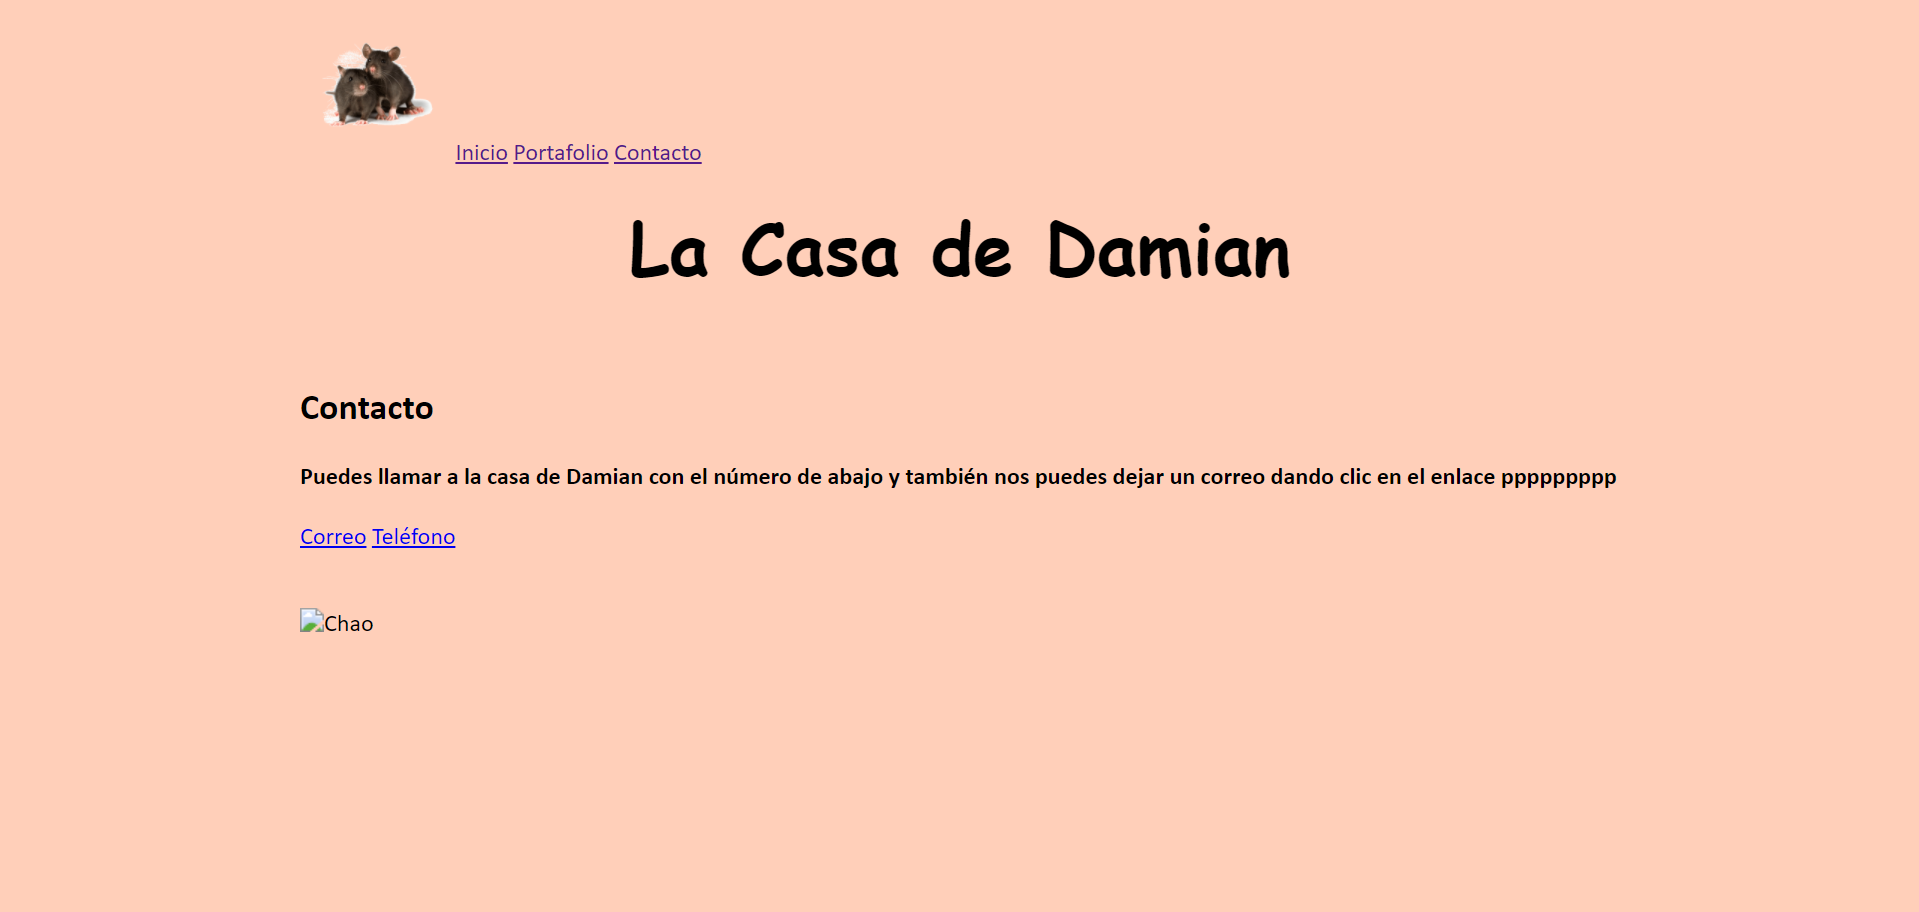 Inicio Portafolio Contacto
La Casa de Damian
Contacto
Puedes llamar a la casa de Damian con el número de abajo y también nos puedes dejar un correo dando clic en el enlace ppppppppp
Correo Teléfono
Chao